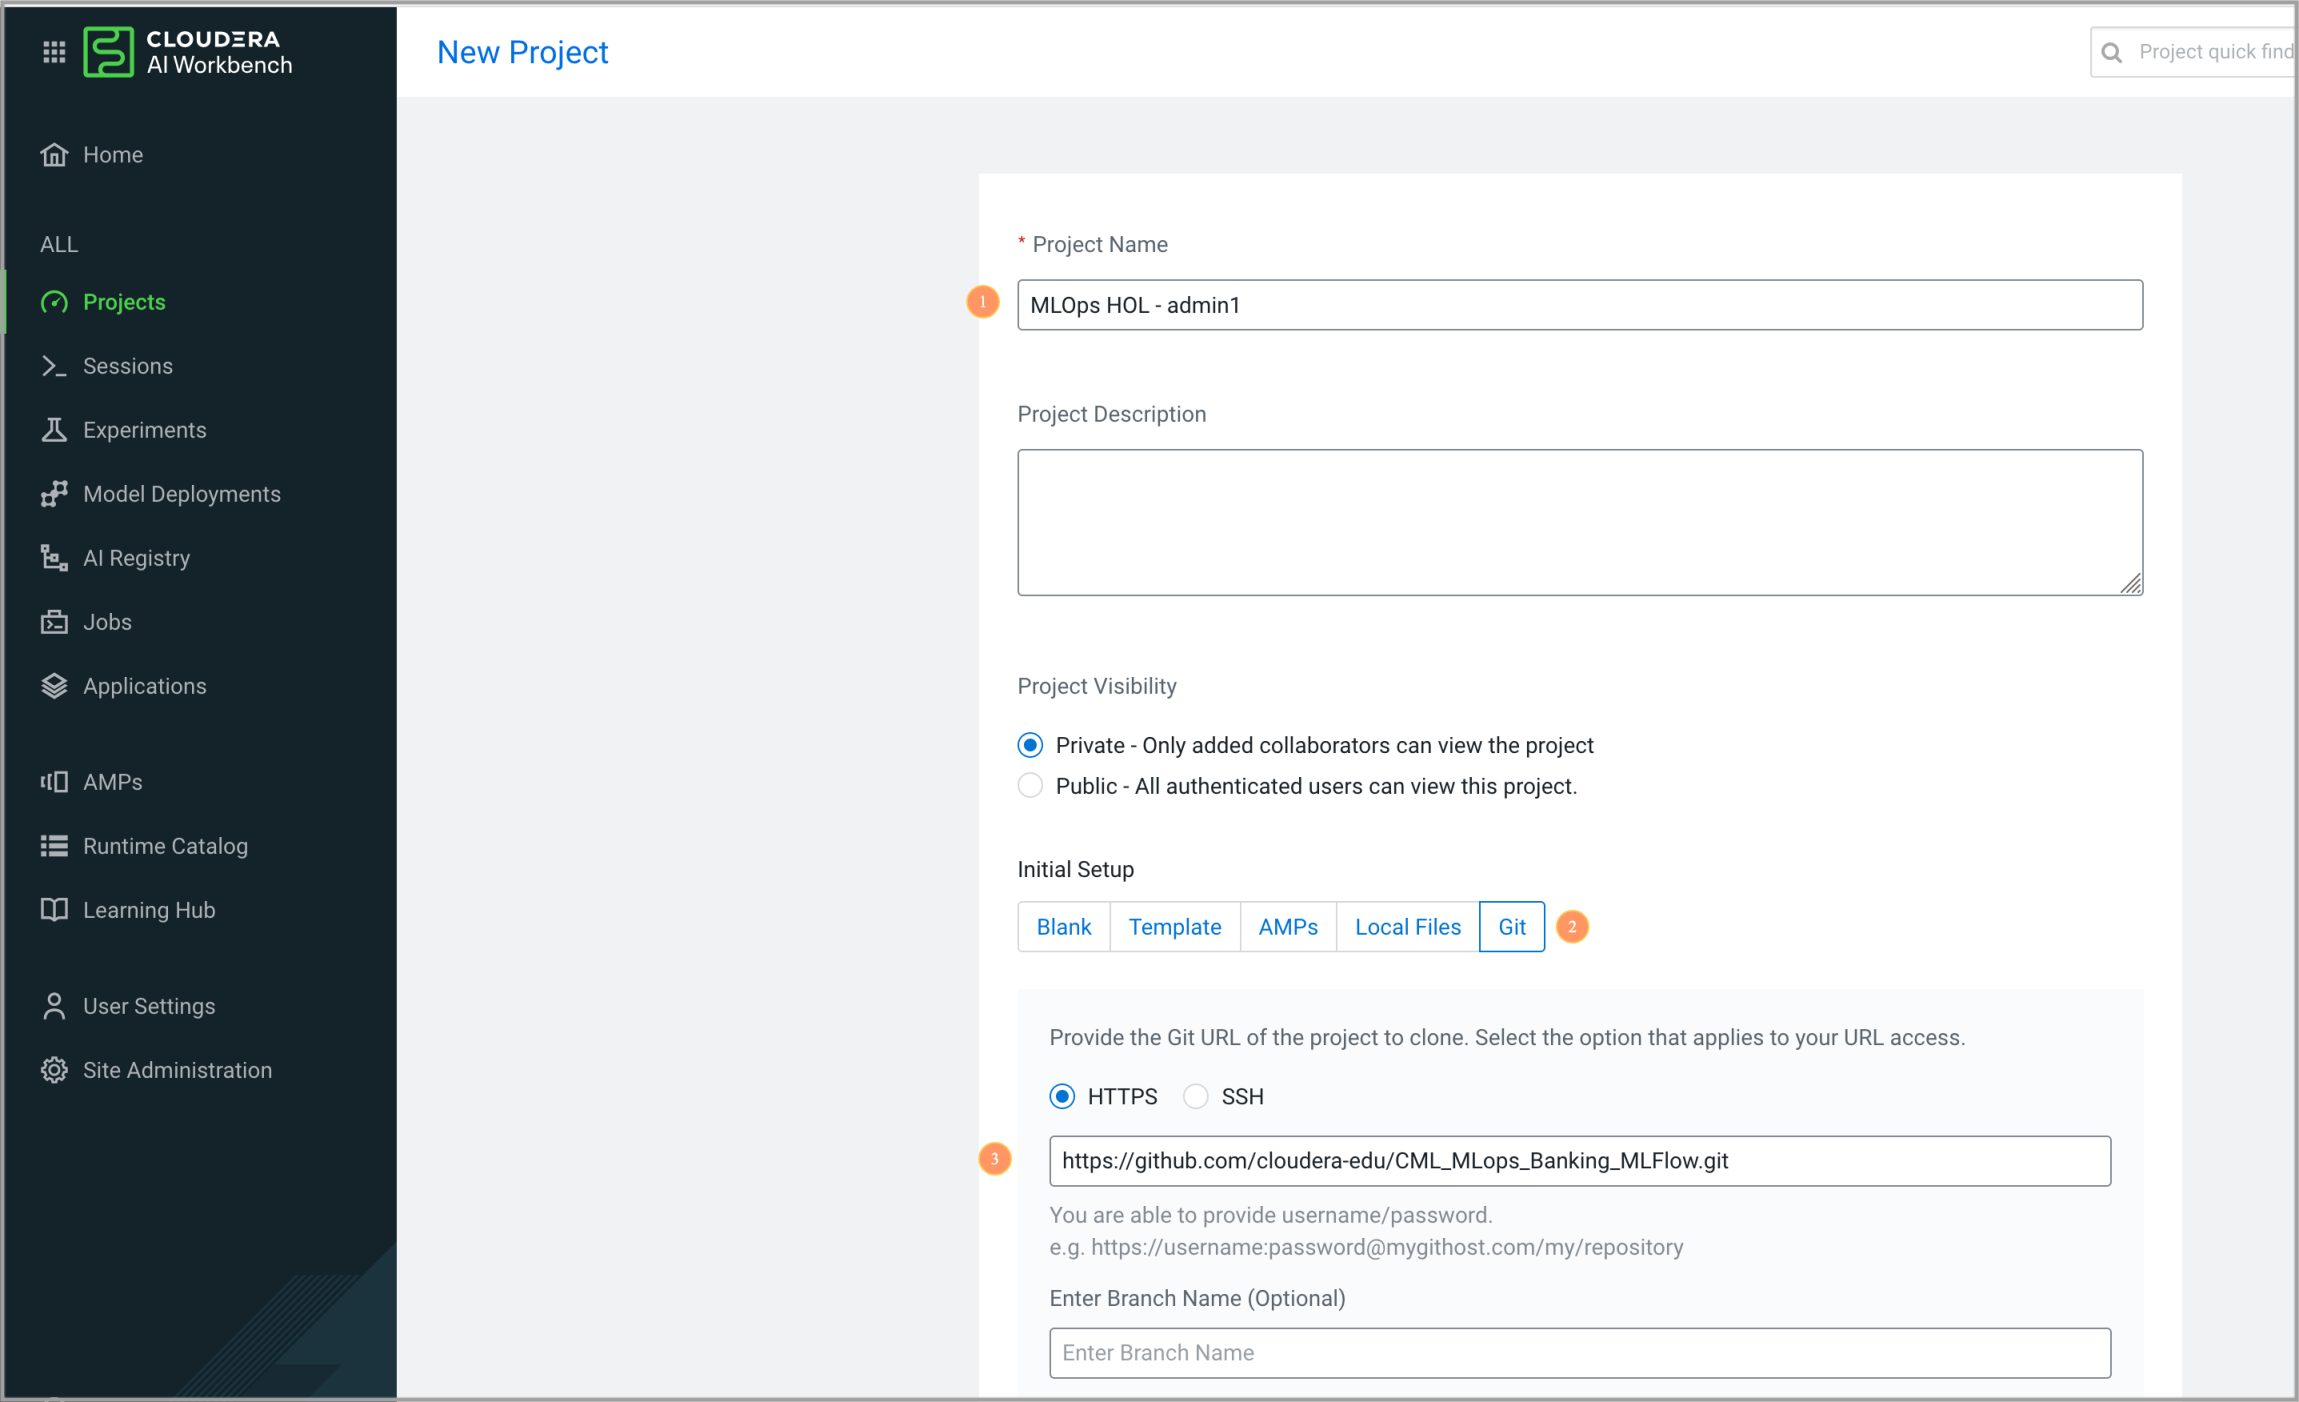 CLOUDERA
AI Workbench
New Project
Project quick find
Home
ALL
Projects
Sessions
Experiments
Model Deployments
AI Registry
Jobs
Applications
AMPs
Runtime Catalog
Learning Hub
User Settings
Site Administration
* Project Name
1
MLOps HOL - admin1
Project Description
Project Visibility
Private - Only added collaborators can view the project
Public - All authenticated users can view this project.
Initial Setup
Blank Template AMPs Local Files Git 2
Provide the Git URL of the project to clone. Select the option that applies to your URL access.
HTTPS SSH
3
https://github.com/cloudera-edu/CML_MLops_Banking_MLFlow.git
You are able to provide username/password.
e.g. https://username:password@mygithost.com/my/repository
Enter Branch Name (Optional)
Enter Branch Name